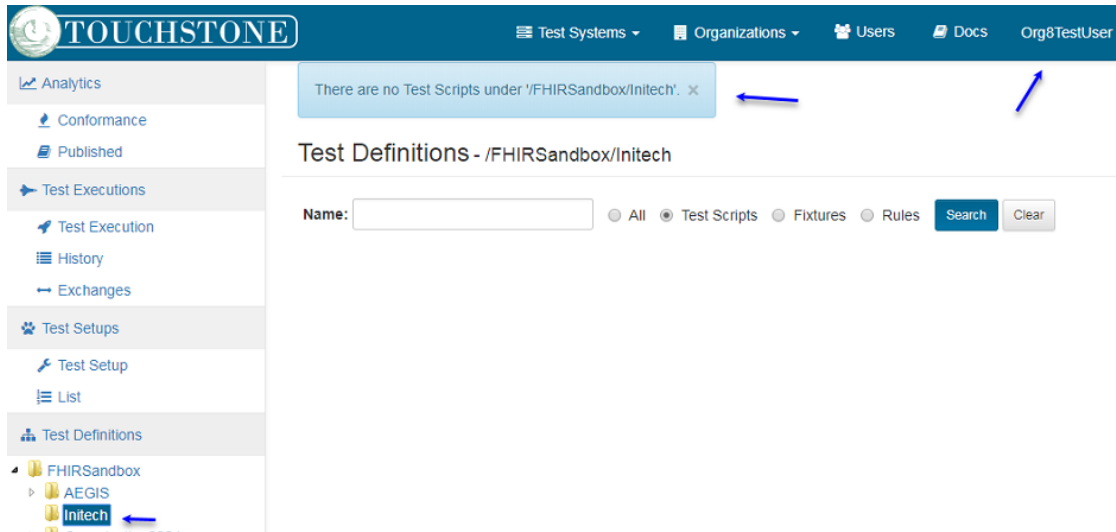 TOUCHSTONE
Test Systems
Organizations
Users
Docs
Org8TestUser
Analytics
Conformance
Published
Test Executions
Test Execution
History
Exchanges
Test Setups
Test Setup
List
Test Definitions
FHIRSandbox
AEGIS
Initech
There are no Test Scripts under '/FHIRSandbox/Initech'. ×
Test Definitions - /FHIRSandbox/Initech
Name: All Test Scripts Fixtures Rules Search Clear